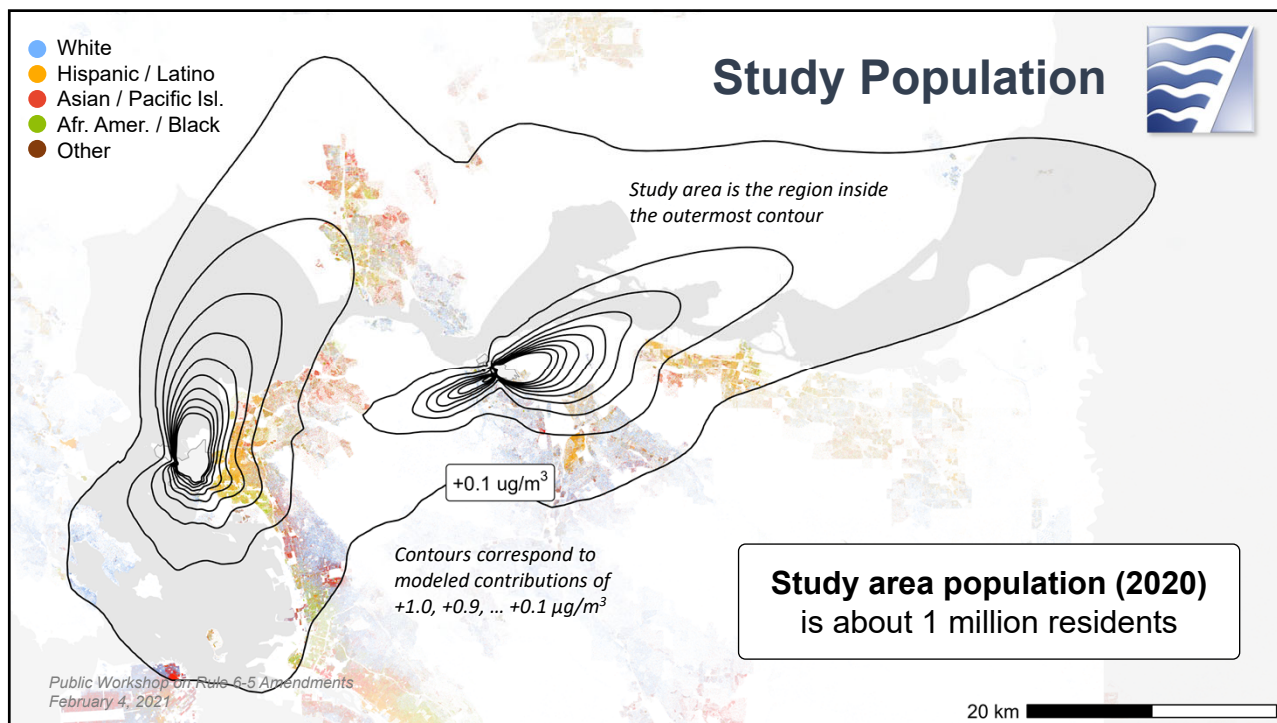 White
Hispanic / Latino
Asian / Pacific Isl.
Afr. Amer. / Black
Other
Study Population
Study area is the region inside
the outermost contour
+0.1 ug/m³
Contours correspond to
modeled contributions of
+1.0, +0.9, ... +0.1 µg/m³
Study area population (2020)
is about 1 million residents
Public Workshop on Rule 6-5 Amendments
February 4, 2021
20 km